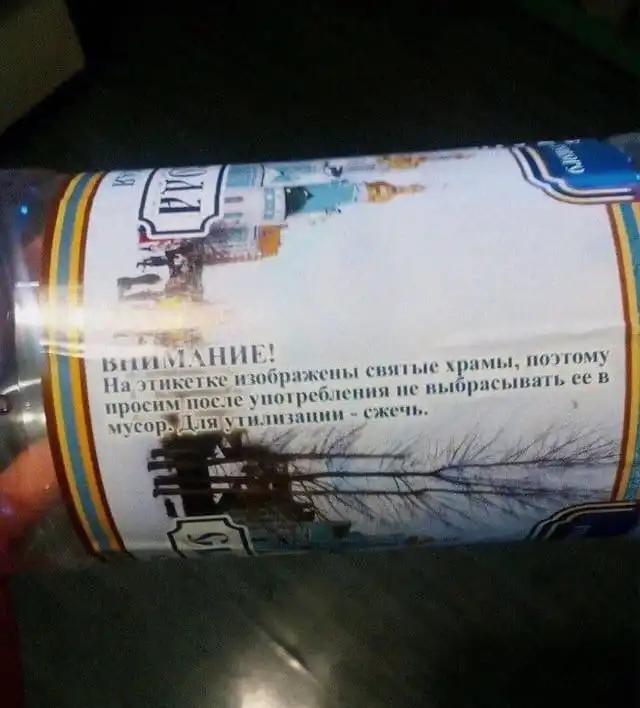 ВНИМАНИЕ!
На этикетке изображены святые храмы, поэтому
просим после употребления не выбрасывать ее в
мусор. Для утилизации - сжечь.